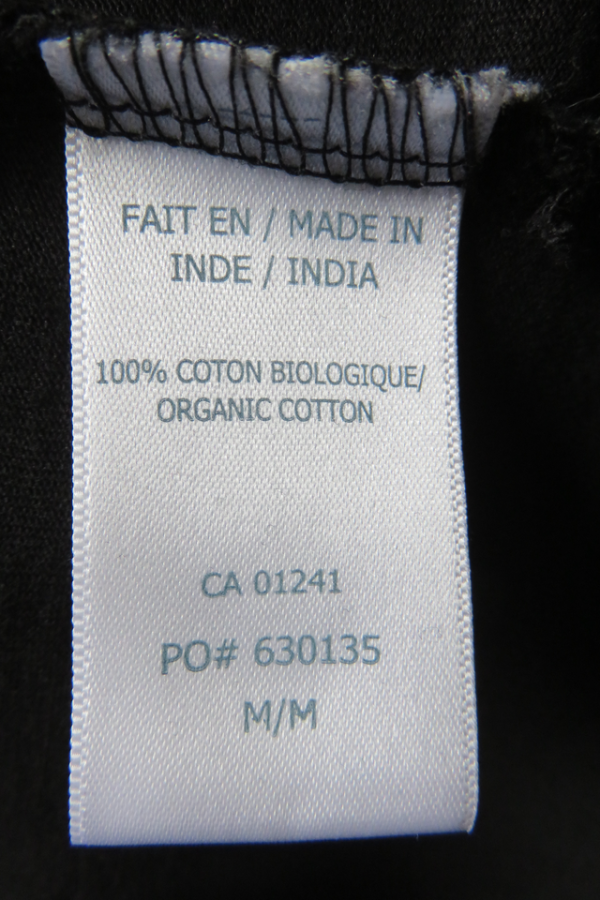 FAIT EN / MADE IN
INDE / INDIA
100% COTON BIOLOGIQUE/
ORGANIC COTTON
CA 01241
PO# 630135
M/M